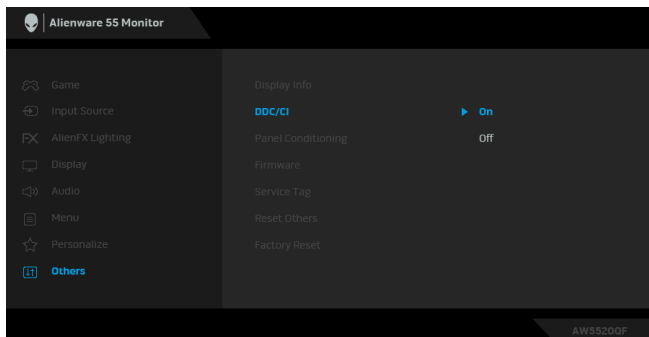 Alienware 55 Monitor
Game
Input Source
FX AlienFX Lighting
Display
Audio
Menu
Personalize
Others
Display Info
DDC/CI On
Panel Conditioning Off
Firmware
Service Tag
Reset Others
Factory Reset
AW5520QF